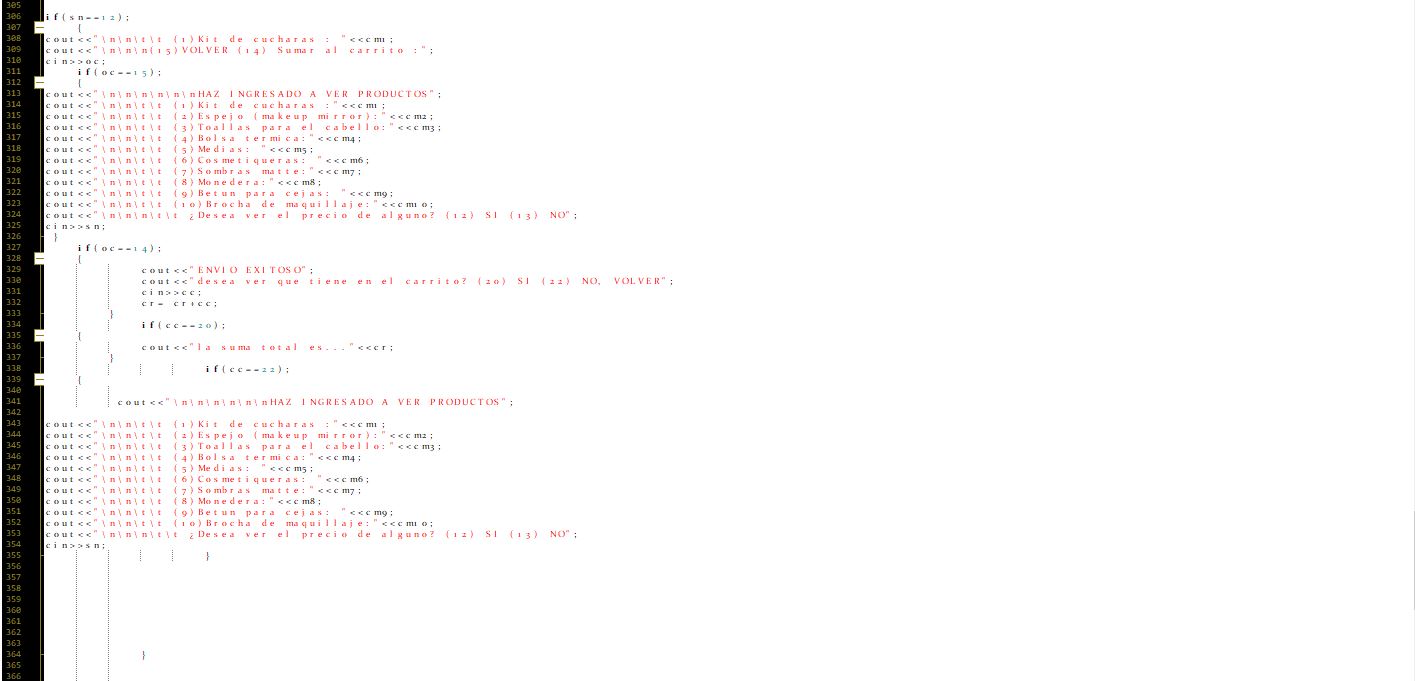 305
306 if(sn==12);
307 {
308 cout<<"\n\n\t\t (1)Kit de cucharas : "<<cm1;
309 cout<<"\n\n\n(15)VOLVER (14) Sumar al carrito :";
310 cin>>oc;
311 if(oc==15);
312 {
313 cout<<"\n\n\n\n\n\n\nHAZ INGRESADO A VER PRODUCTOS";
314 cout<<"\n\n\t\t (1)Kit de cucharas :"<<cm1;
315 cout<<"\n\n\t\t (2)Espejo (makeup mirror):"<<cm2;
316 cout<<"\n\n\t\t (3)Toallas para el cabello:"<<cm3;
317 cout<<"\n\n\t\t (4)Bolsa termica:"<<cm4;
318 cout<<"\n\n\t\t (5)Medias: "<<cm5;
319 cout<<"\n\n\t\t (6)Cosmetiqueras: "<<cm6;
320 cout<<"\n\n\t\t (7)Sombras matte:"<<cm7;
321 cout<<"\n\n\t\t (8)Monedera:"<<cm8;
322 cout<<"\n\n\t\t (9)Betun para cejas: "<<cm9;
323 cout<<"\n\n\t\t (10)Brocha de maquillaje:"<<cm10;
324 cout<<"\n\n\n\t\t ¿Desea ver el precio de alguno? (12) SI (13) NO";
325 cin>>sn;
326 }
327 if(oc==14);
328 {
329 cout<<"ENVIO EXITOSO";
330 cout<<"desea ver que tiene en el carrito? (20) SI (22) NO, VOLVER";
331 cin>>cc;
332 cr= cr+cc;
333 }
334 if(cc==20);
335 {
336 cout<<"la suma total es..."<<cr;
337 }
338 if(cc==22);
339 {
340
341 cout<<"\n\n\n\n\n\n\nHAZ INGRESADO A VER PRODUCTOS";
342
343 cout<<"\n\n\t\t (1)Kit de cucharas :"<<cm1;
344 cout<<"\n\n\t\t (2)Espejo (makeup mirror):"<<cm2;
345 cout<<"\n\n\t\t (3)Toallas para el cabello:"<<cm3;
346 cout<<"\n\n\t\t (4)Bolsa termica:"<<cm4;
347 cout<<"\n\n\t\t (5)Medias: "<<cm5;
348 cout<<"\n\n\t\t (6)Cosmetiqueras: "<<cm6;
349 cout<<"\n\n\t\t (7)Sombras matte:"<<cm7;
350 cout<<"\n\n\t\t (8)Monedera:"<<cm8;
351 cout<<"\n\n\t\t (9)Betun para cejas: "<<cm9;
352 cout<<"\n\n\t\t (10)Brocha de maquillaje:"<<cm10;
353 cout<<"\n\n\n\t\t ¿Desea ver el precio de alguno? (12) SI (13) NO";
354 cin>>sn;
355 }
356
357
358
359
360
361
362
363
364 }
365
366